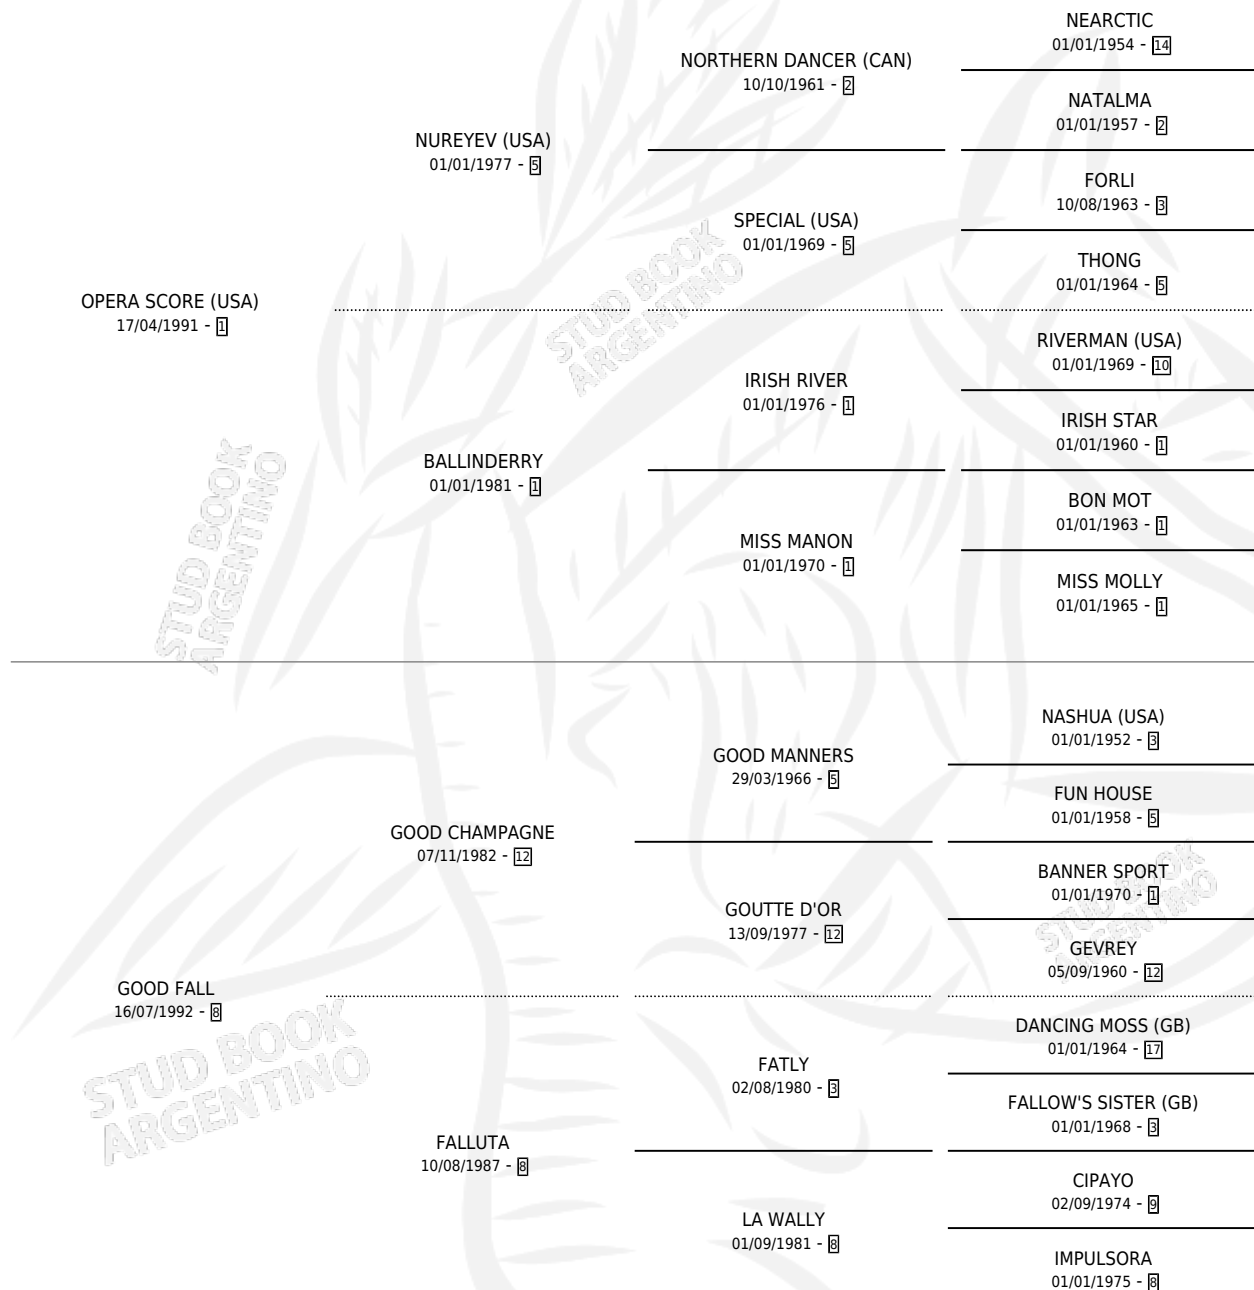 NEARCTIC
01/01/1954 - 14
NORTHERN DANCER (CAN)
10/10/1961 - 2
NATALMA
01/01/1957 - 2
NUREYEV (USA)
01/01/1977 - 5
FORLI
10/08/1963 - 3
SPECIAL (USA)
01/01/1969 - 5
THONG
01/01/1964 - 5
OPERA SCORE (USA)
17/04/1991 - 1
RIVERMAN (USA)
01/01/1969 - 10
IRISH RIVER
01/01/1976 - 1
IRISH STAR
01/01/1960 - 1
BALLINDERRY
01/01/1981 - 1
BON MOT
01/01/1963 - 1
MISS MANON
01/01/1970 - 1
MISS MOLLY
01/01/1965 - 1
NASHUA (USA)
01/01/1952 - 3
GOOD MANNERS
29/03/1966 - 5
FUN HOUSE
01/01/1958 - 5
GOOD CHAMPAGNE
07/11/1982 - 12
BANNER SPORT
01/01/1970 - 1
GOUTTE D'OR
13/09/1977 - 12
GEVREY
05/09/1960 - 12
GOOD FALL
16/07/1992 - 8
DANCING MOSS (GB)
01/01/1964 - 17
FATLY
02/08/1980 - 3
FALLOW'S SISTER (GB)
01/01/1968 - 3
FALLUTA
10/08/1987 - 8
CIPAYO
02/09/1974 - 9
LA WALLY
01/09/1981 - 8
IMPULSORA
01/01/1975 - 8
STUD BOOK
ARGENTINO
STUD BOOK
ARGENTINO
STUD BOOK
ARGENTINO
STUD BOOK
ARGENTINO